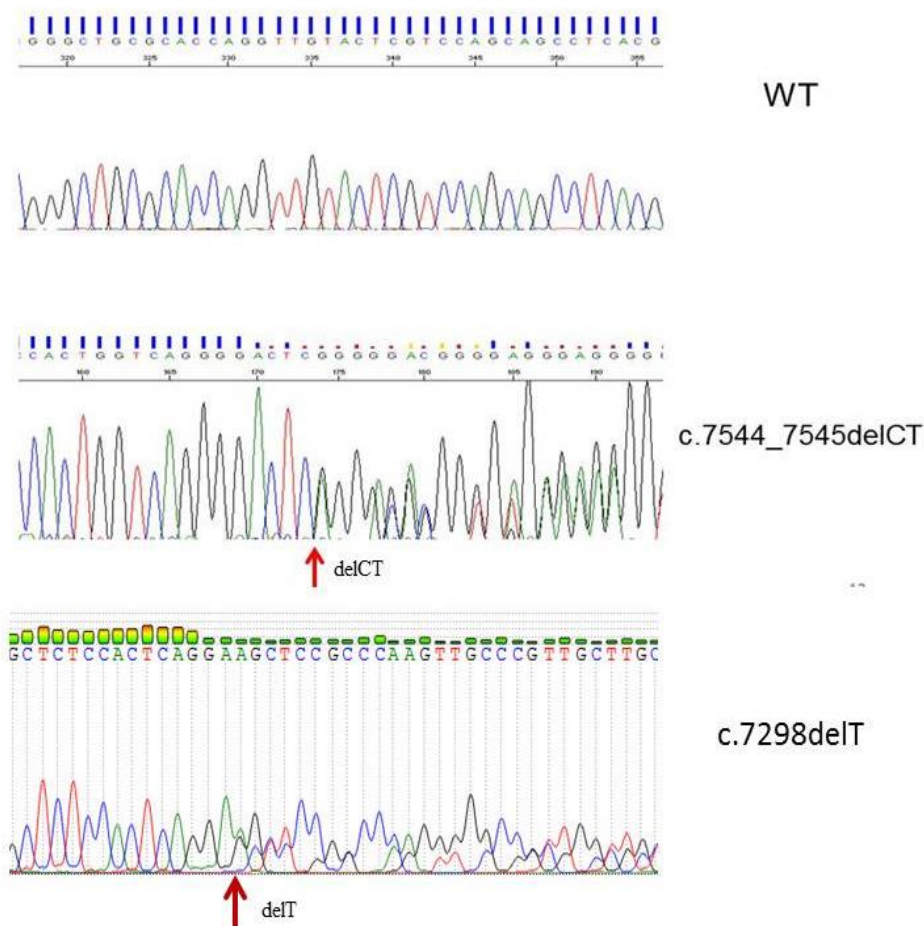 GGGCTGCGCACCAGGTTGTACTCGTCCAGCAGCCTCACG
320 325 330 335 340 345 350 355
WT
CACTGGTCAGGGGACTCGGGGGACGGGGAGGGAGGGG
160 165 170 175 180 185 190
c.7544_7545delCT
delCT
GCTCTCCACTCAGGAAGCTCCGCCCAAGTTGCCCGTTGCTTGC
c.7298delT
delT